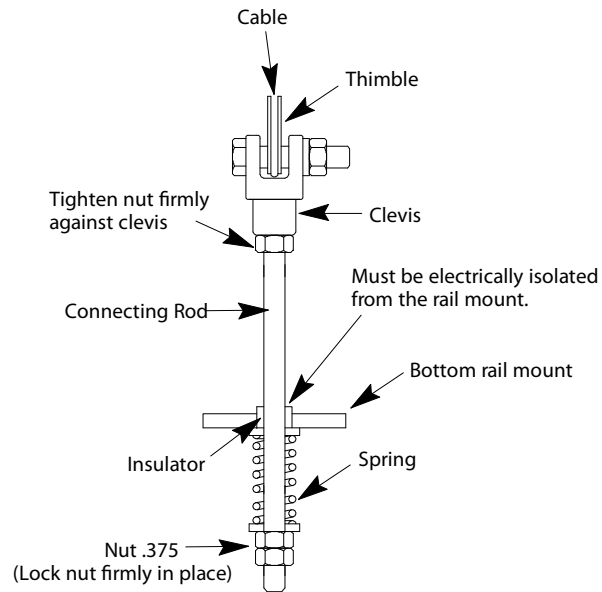 Cable
Thimble
Tighten nut firmly
against clevis
Clevis
Must be electrically isolated
from the rail mount.
Connecting Rod
Bottom rail mount
Insulator
Spring
Nut .375
(Lock nut firmly in place)